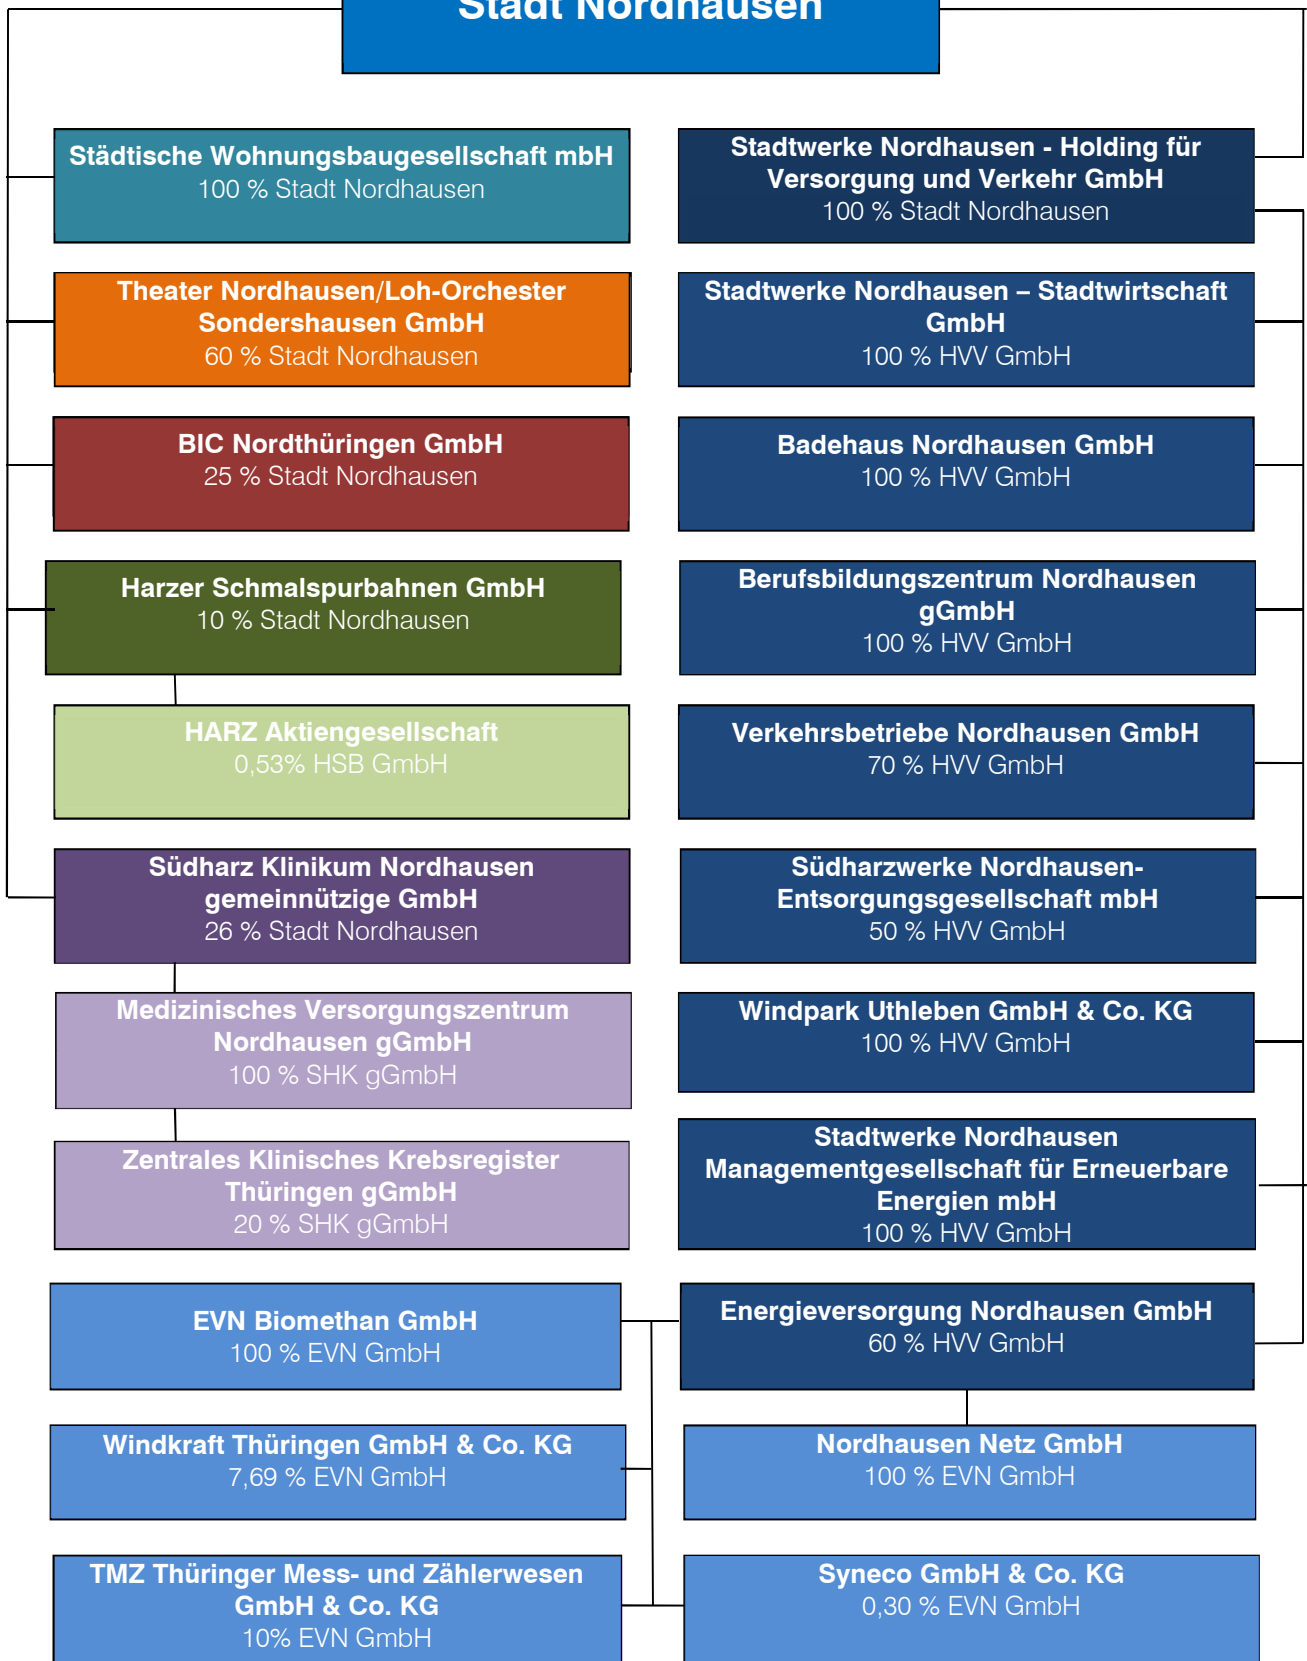 Stadt Nordhausen
Städtische Wohnungsbaugesellschaft mbH
100 % Stadt Nordhausen
Stadtwerke Nordhausen - Holding für
Versorgung und Verkehr GmbH
100 % Stadt Nordhausen
Theater Nordhausen/Loh-Orchester
Sondershausen GmbH
60 % Stadt Nordhausen
Stadtwerke Nordhausen – Stadtwirtschaft
GmbH
100 % HVV GmbH
BIC Nordthüringen GmbH
25 % Stadt Nordhausen
Badehaus Nordhausen GmbH
100 % HVV GmbH
Harzer Schmalspurbahnen GmbH
10 % Stadt Nordhausen
Berufsbildungszentrum Nordhausen
gGmbH
100 % HVV GmbH
HARZ Aktiengesellschaft
0,53% HSB GmbH
Verkehrsbetriebe Nordhausen GmbH
70 % HVV GmbH
Südharz Klinikum Nordhausen
gemeinnützige GmbH
26 % Stadt Nordhausen
Südharzwerke Nordhausen-
Entsorgungsgesellschaft mbH
50 % HVV GmbH
Medizinisches Versorgungszentrum
Nordhausen gGmbH
100 % SHK gGmbH
Windpark Uthleben GmbH & Co. KG
100 % HVV GmbH
Zentrales Klinisches Krebsregister
Thüringen gGmbH
20 % SHK gGmbH
Stadtwerke Nordhausen
Managementgesellschaft für Erneuerbare
Energien mbH
100 % HVV GmbH
EVN Biomethan GmbH
100 % EVN GmbH
Energieversorgung Nordhausen GmbH
60 % HVV GmbH
Windkraft Thüringen GmbH & Co. KG
7,69 % EVN GmbH
Nordhausen Netz GmbH
100 % EVN GmbH
TMZ Thüringer Mess- und Zählerwesen
GmbH & Co. KG
10% EVN GmbH
Syneco GmbH & Co. KG
0,30 % EVN GmbH